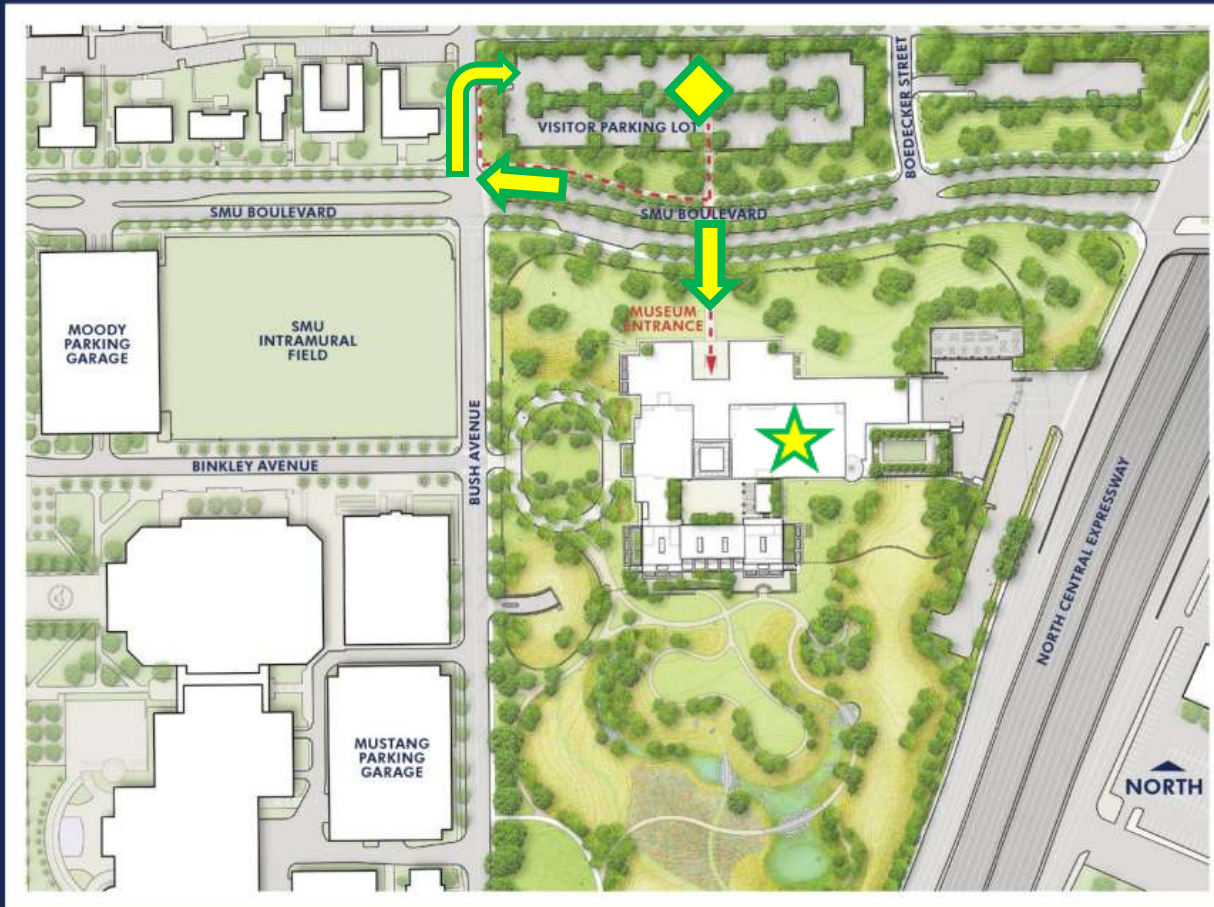 BOEDECKER STREET
VISITOR PARKING LOT
SMU BOULEVARD
SMU BOULEVARD
MUSEUM
ENTRANCE
MOODY
PARKING
GARAGE
SMU
INTRAMURAL
FIELD
BUSH AVENUE
BINKLEY AVENUE
NORTH CENTRAL EXPRESSWAY
MUSTANG
PARKING
GARAGE
NORTH